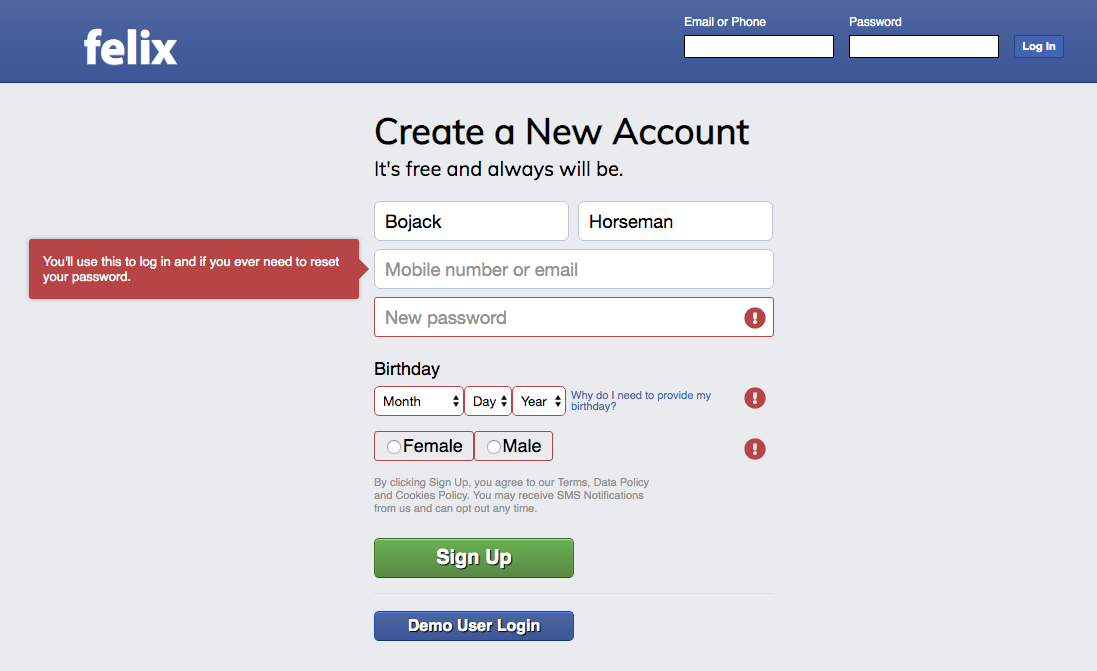 felix
Email or Phone
Password
Log In
Create a New Account
It's free and always will be.
Bojack
Horseman
You'll use this to log in and if you ever need to reset
your password.
Mobile number or email
New password
Birthday
Month
Day
Year
Why do I need to provide my
birthday?
Female
Male
By clicking Sign Up, you agree to our Terms, Data Policy
and Cookies Policy. You may receive SMS Notifications
from us and can opt out any time.
Sign Up
Demo User Login